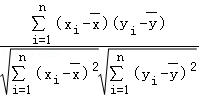 n
∑ (xᵢ-x̄)(yᵢ-ȳ)
i=1
n n
√∑ (xᵢ-x̄)² √∑ (yᵢ-ȳ)²
i=1 i=1